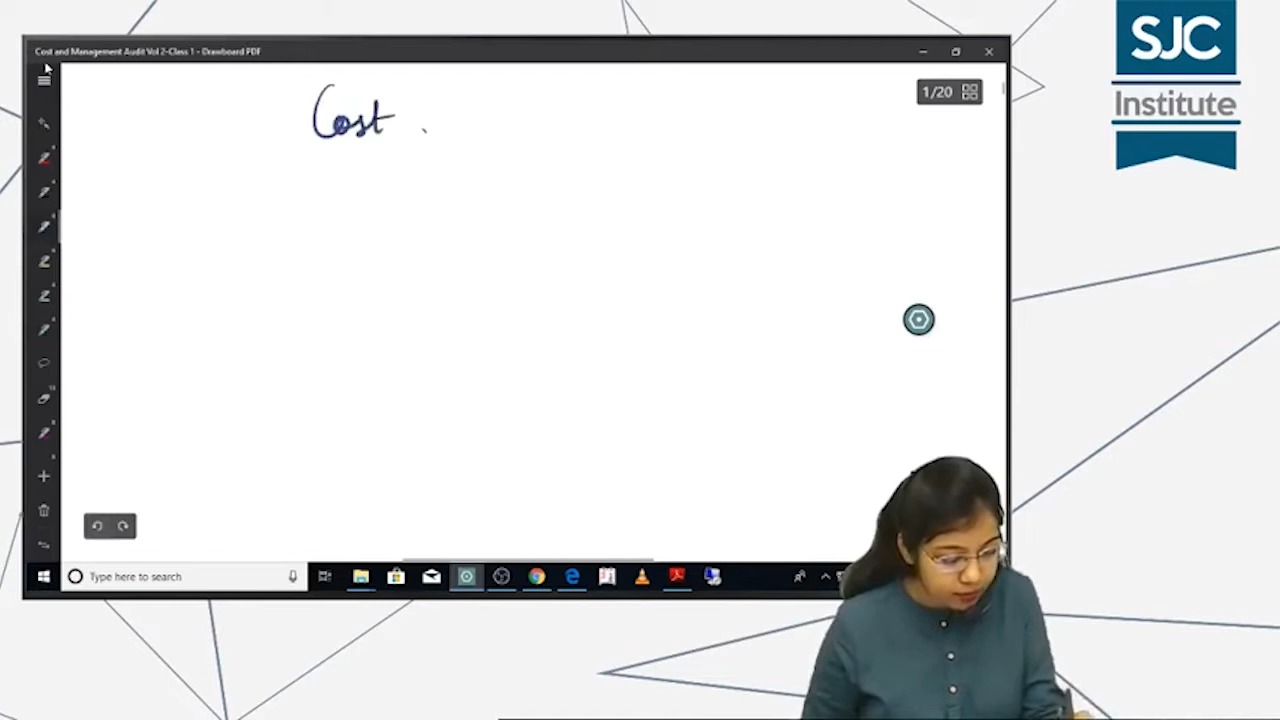 SJC
Institute
Cost and Management Audit Vol 2-Class 1 - Drawboard PDF
1/20
Cost
Type here to search